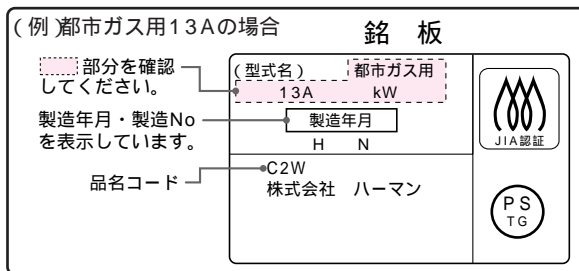 (例)都市ガス用13Aの場合
銘 板
部分を確認
してください。
製造年月・製造No
を表示しています。
品名コード
(型式名) 都市ガス用
13A kW
製造年月
H N
C2W
株式会社 ハーマン
JIA認証
PS
TG